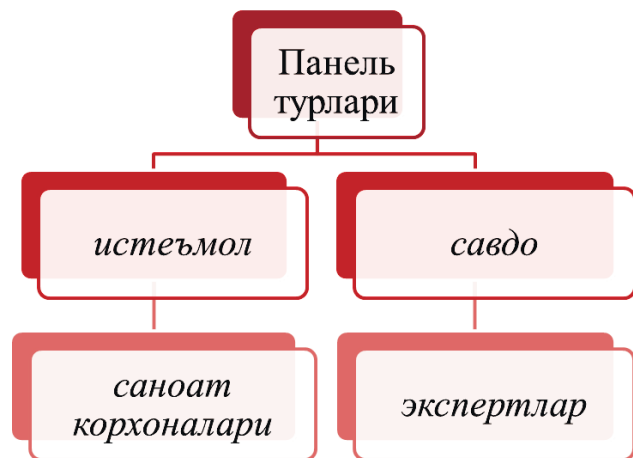 Панель
турлари
истеъмол
савдо
саноат
корхоналари
экспертлар